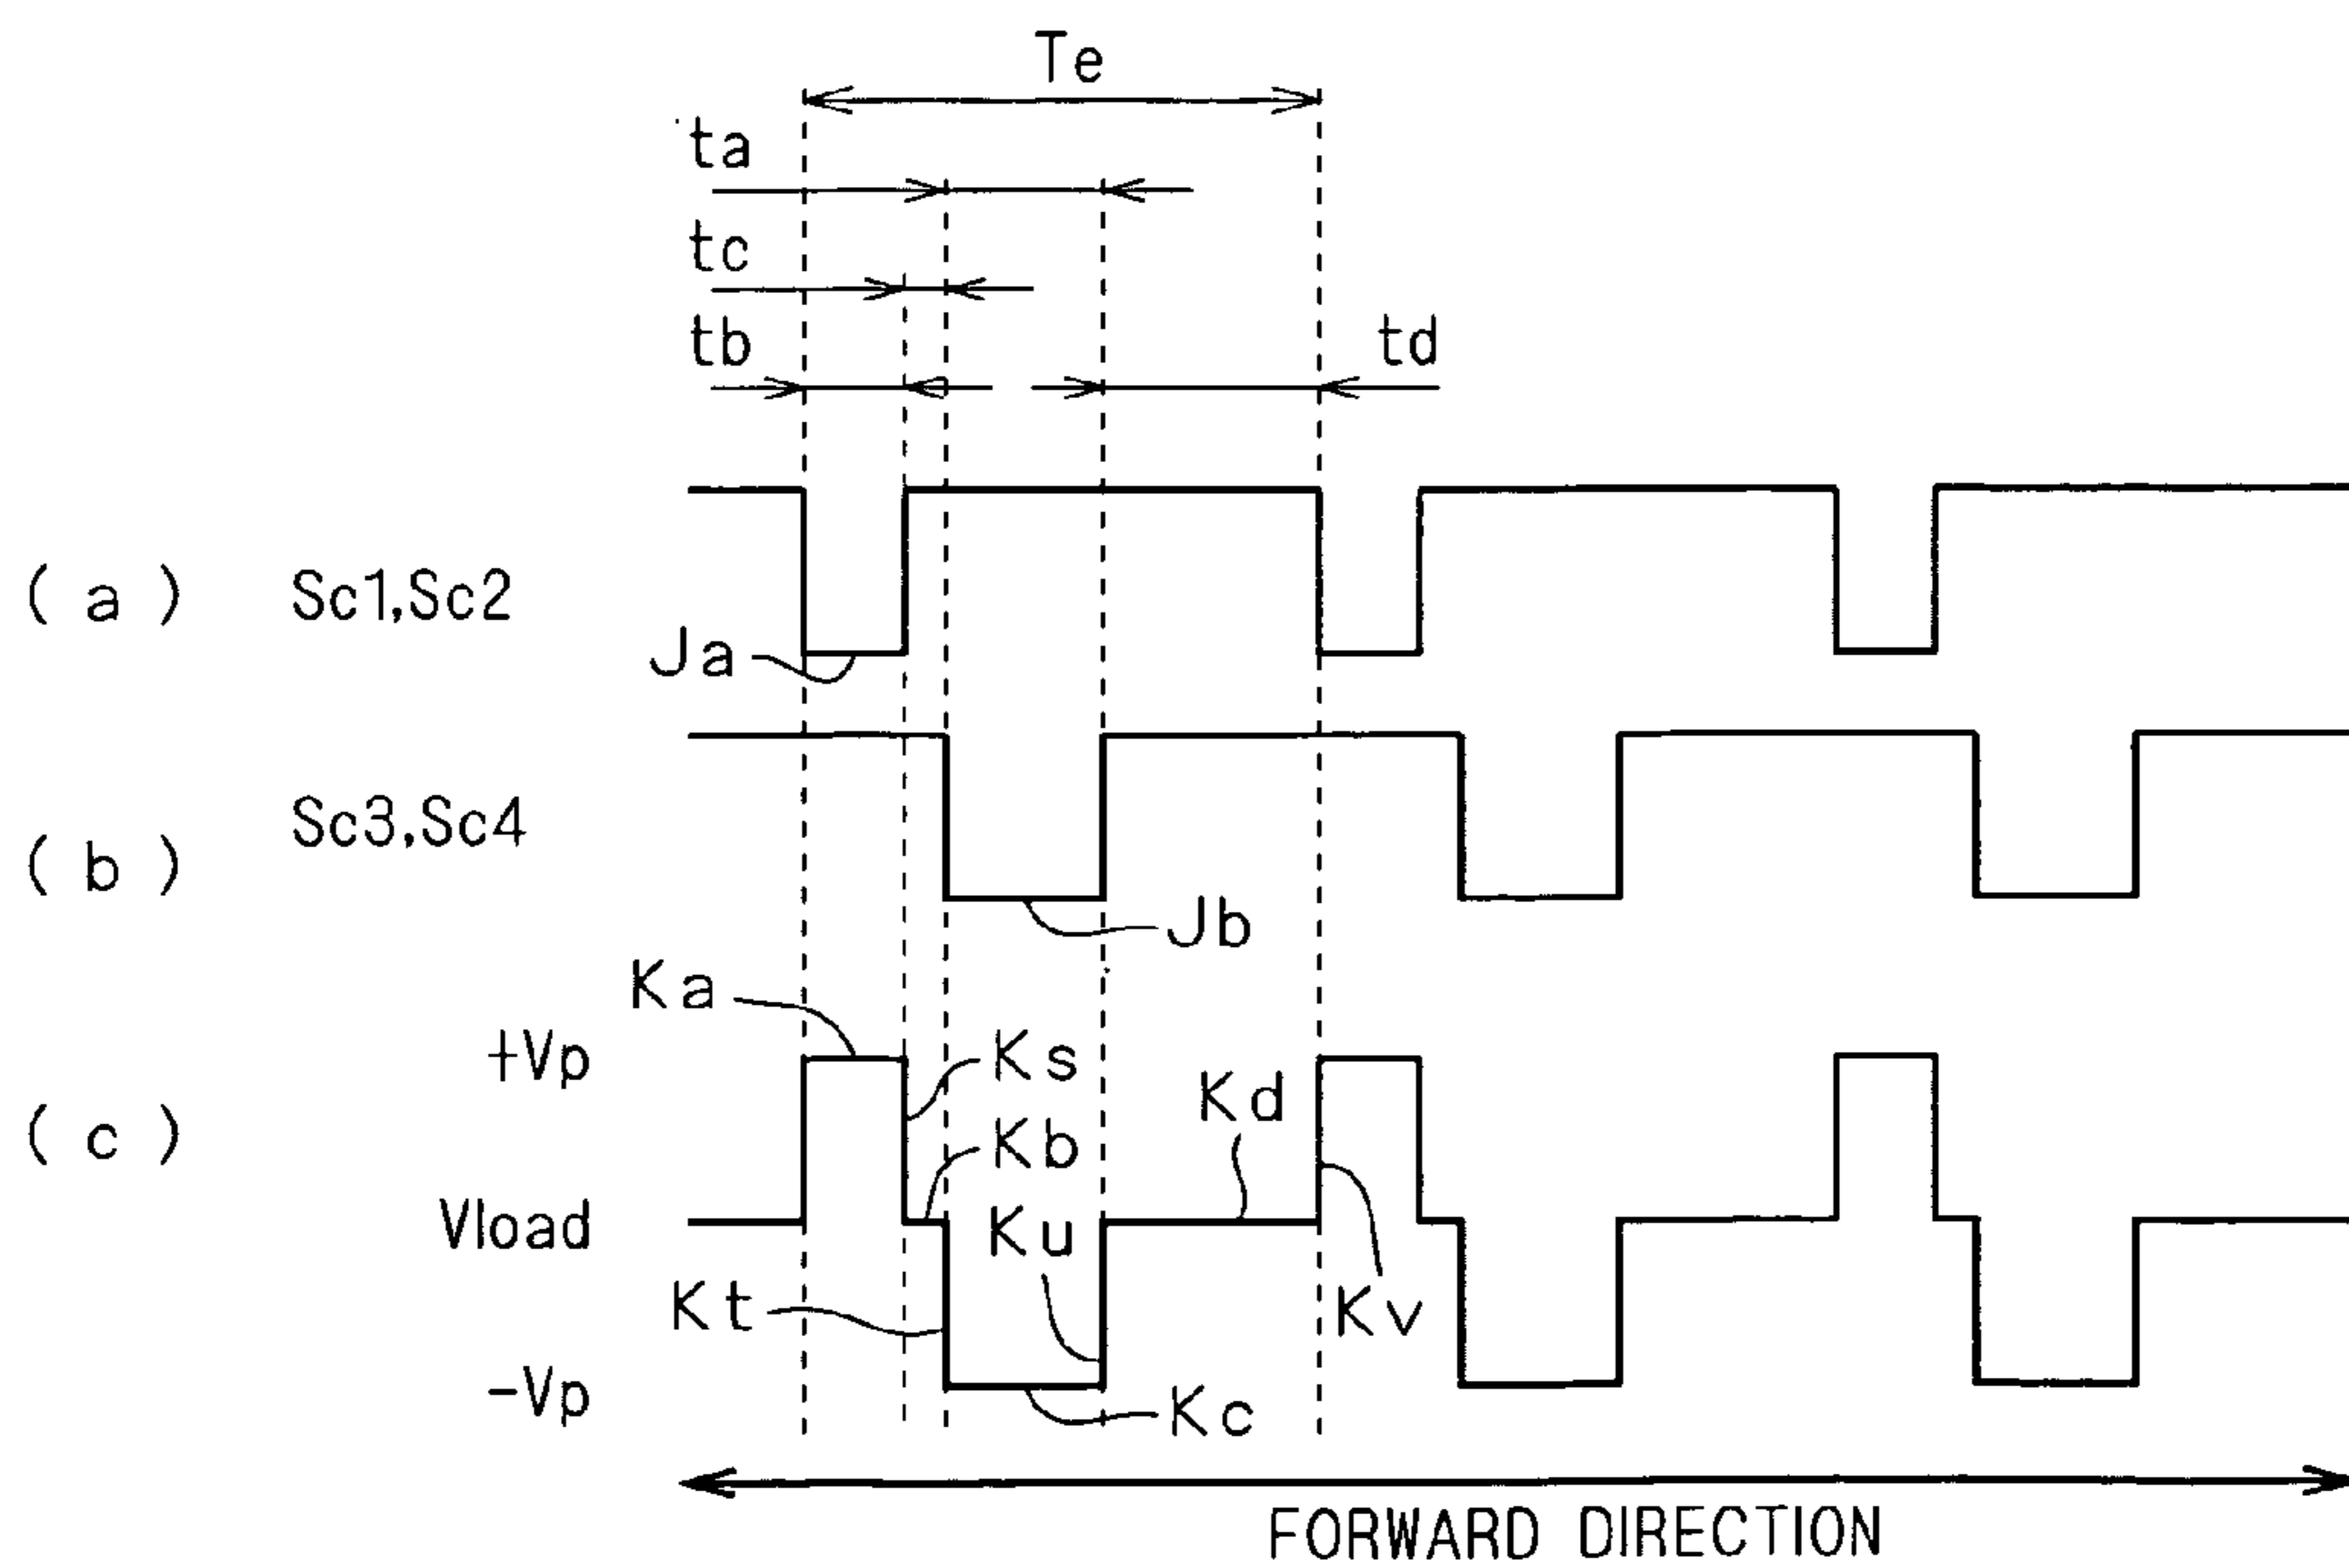 Te
ta
tc
tb td
( a ) Sc1,Sc2
Ja
( b ) Sc3,Sc4
Jb
Ka
+Vp
Ks
Kd
( c )
Kb
Vload
Ku
Kt
Kv
-Vp
Kc
FORWARD DIRECTION